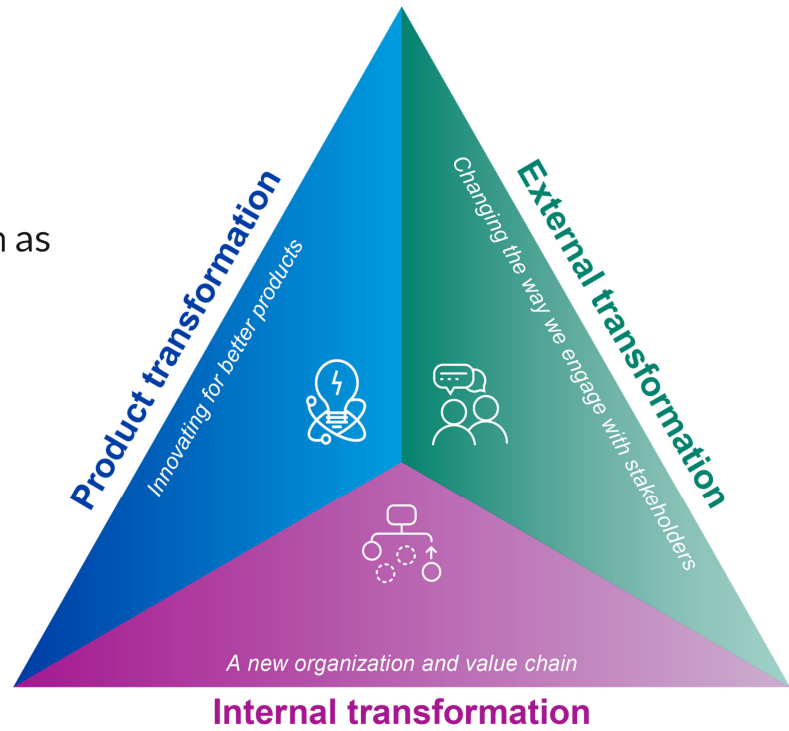 n as
Product transformation
Innovating for better products
External transformation
Changing the way we engage with stakeholders
A new organization and value chain
Internal transformation